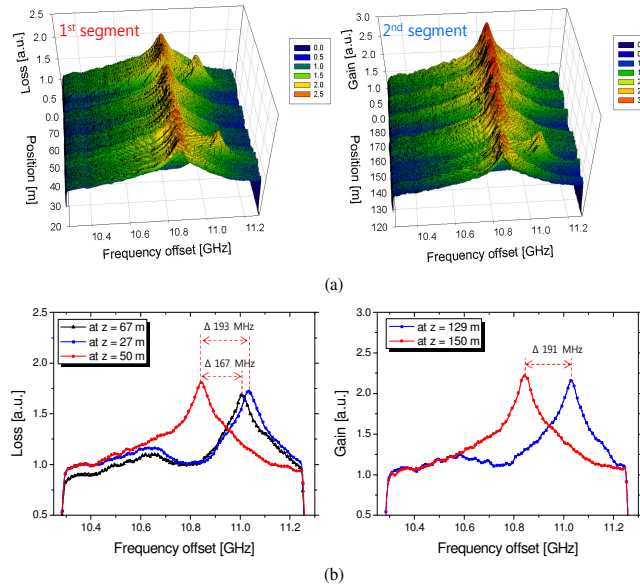 1st segment
2nd segment
Loss [a.u.]
2.5
2.0
1.5
1.0
0.5
0.0
0.0
0.5
1.0
1.5
2.0
2.5
Position [m]
80
70
60
50
40
30
20
10.4
10.6
10.8
11.0
11.2
Frequency offset [GHz]
Gain [a.u.]
3.0
2.5
2.0
1.5
1.0
0.5
0.0
Position [m]
180
170
160
150
140
130
120
10.4
10.6
10.8
11.0
11.2
Frequency offset [GHz]
(a)
Loss [a.u.]
2.5
2.0
1.5
1.0
0.5
at z = 67 m
at z = 27 m
at z = 50 m
Δ 193 MHz
Δ 167 MHz
10.4 10.6 10.8 11.0 11.2
Frequency offset [GHz]
Gain [a.u.]
3.0
2.5
2.0
1.5
1.0
0.5
at z = 129 m
at z = 150 m
Δ 191 MHz
10.4 10.6 10.8 11.0 11.2
Frequency offset [GHz]
(b)